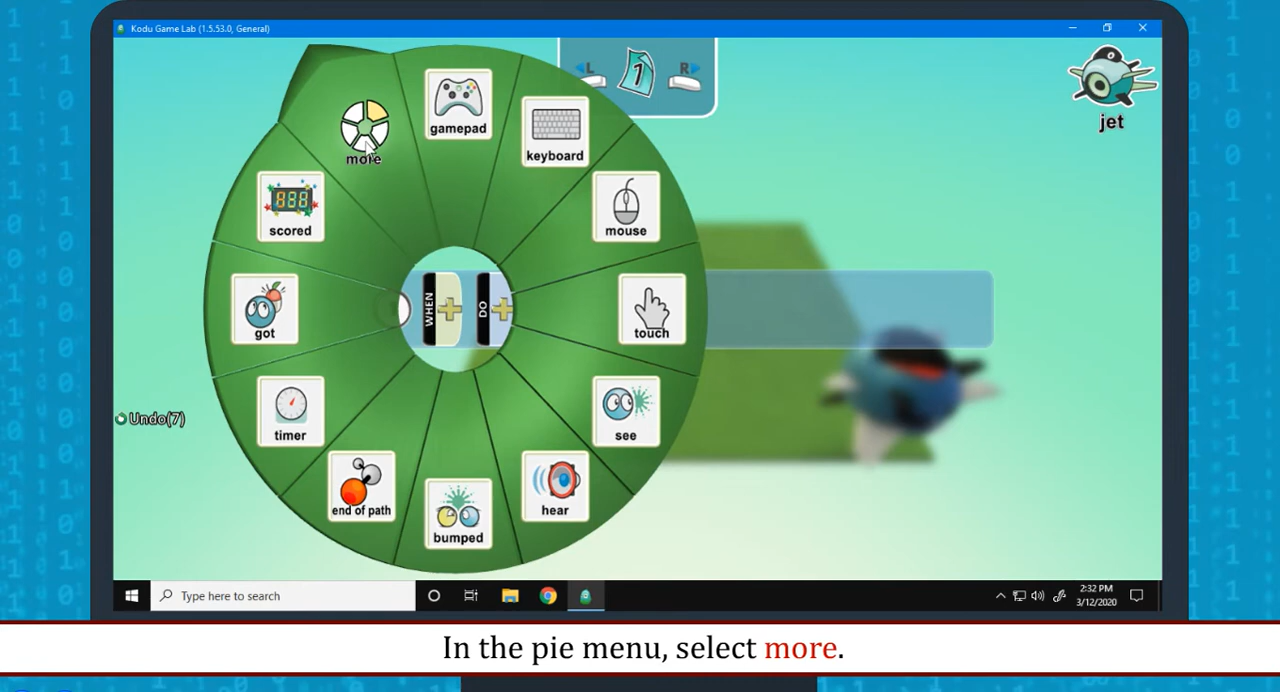 Kodu Game Lab (1.5.53.0, General)
L 1 R
jet
gamepad
keyboard
more
scored
mouse
got
WHEN
DO
touch
timer
see
Undo(7)
end of path
hear
bumped
Type here to search
2:32 PM
3/12/2020
In the pie menu, select more.